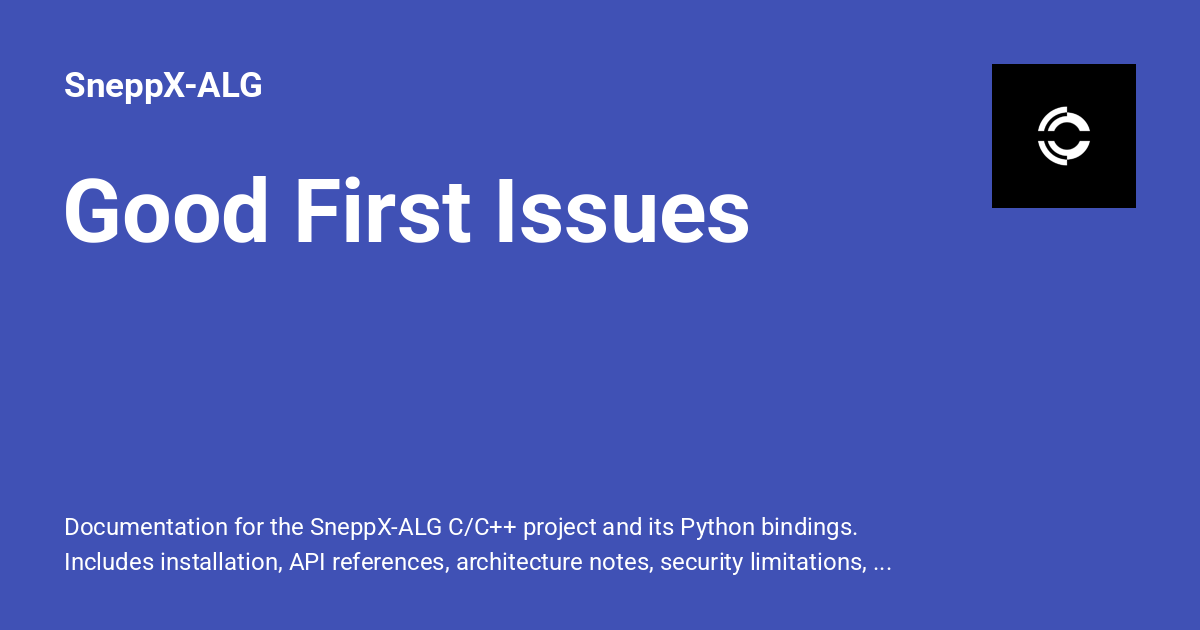 SneppX-ALG
Good First Issues
Documentation for the SneppX-ALG C/C++ project and its Python bindings.
Includes installation, API references, architecture notes, security limitations, ...